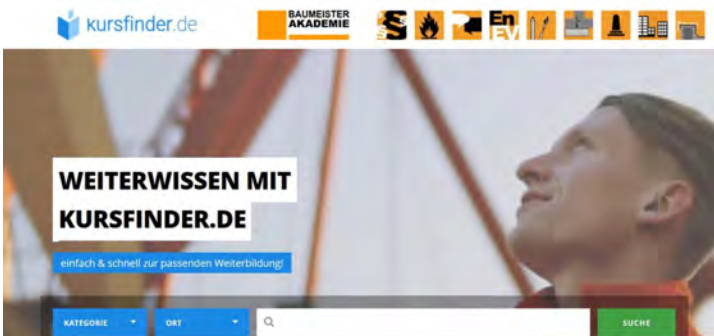 kursfinder.de
BAUMEISTER
AKADEMIE
§§§
En
EV
WEITERWISSEN MIT
KURSFINDER.DE
einfach & schnell zur passenden Weiterbildung!
KATEGORIE
ORT
SUCHE